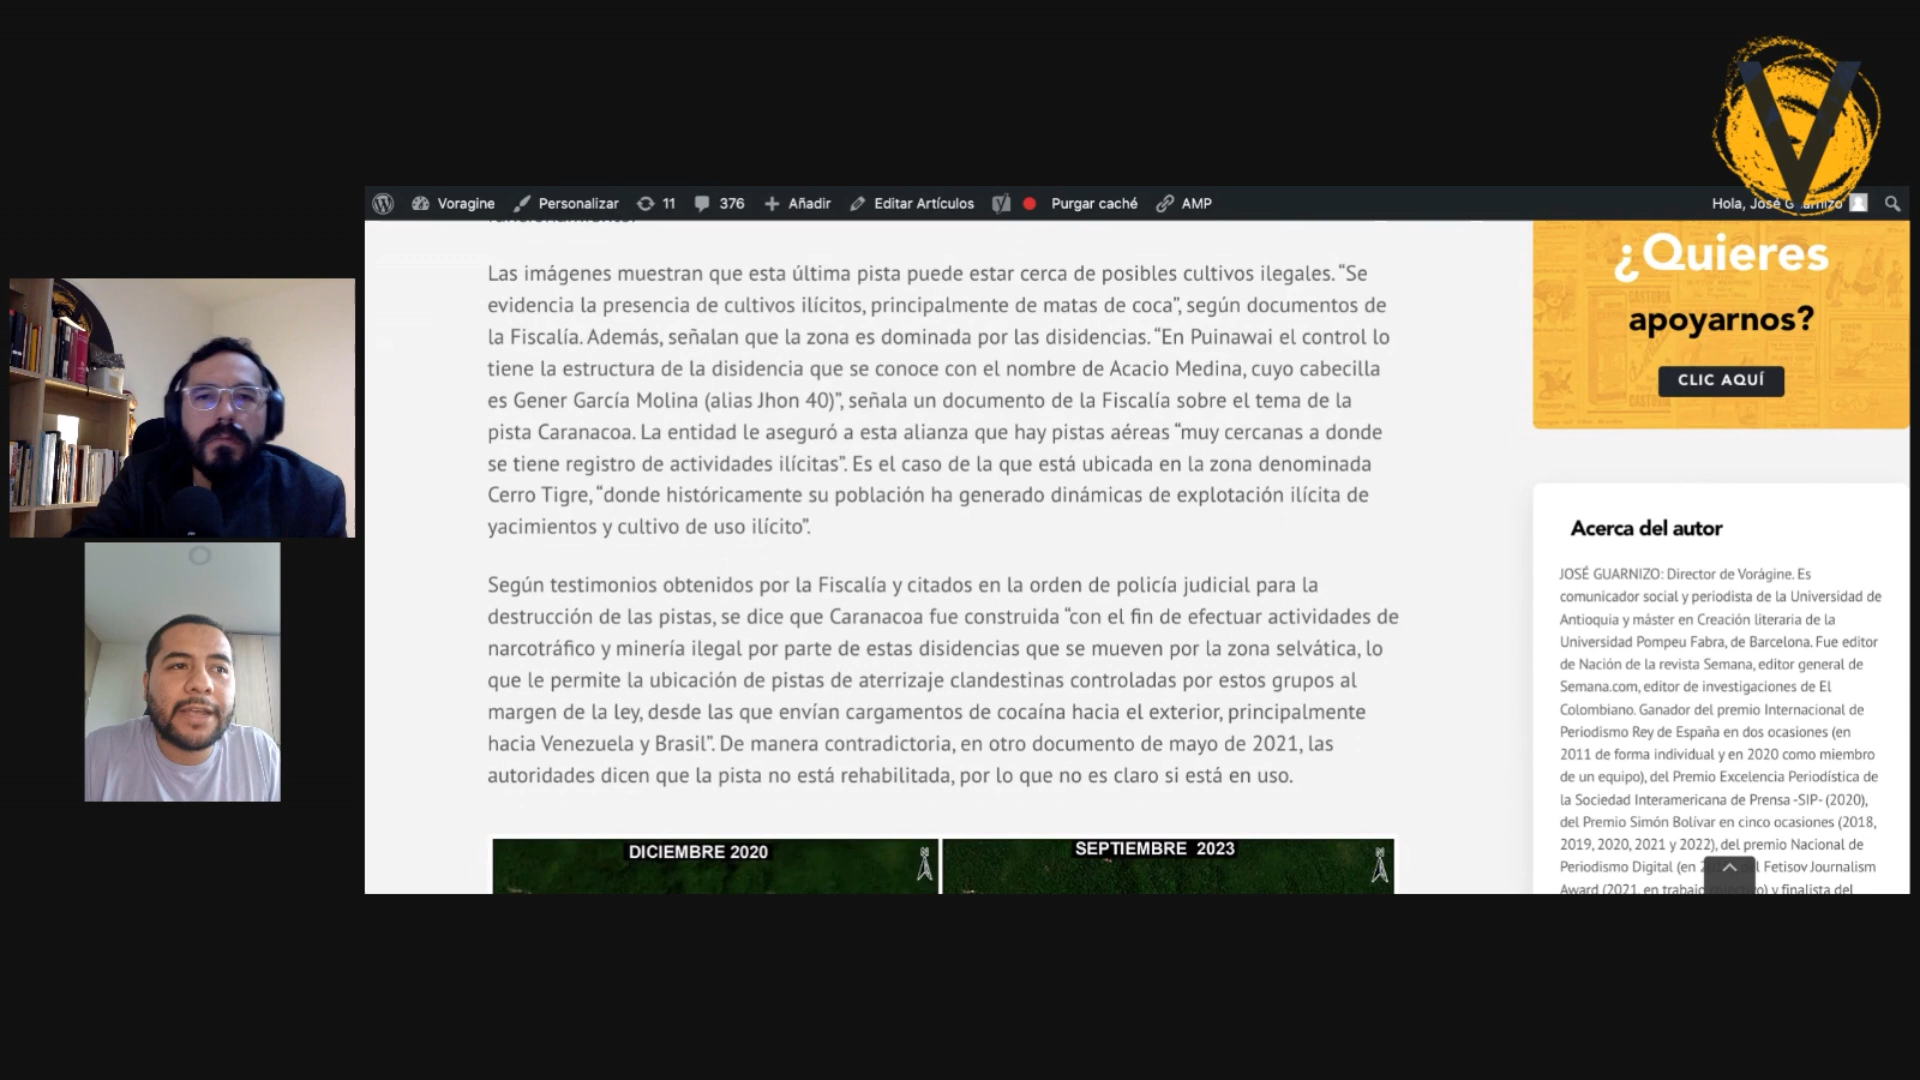 V
Voragine
Personalizar
11
376
Añadir
Editar Artículos
Purgar caché
AMP
Hola, José G
Las imágenes muestran que esta última pista puede estar cerca de posibles cultivos ilegales. “Se
evidencia la presencia de cultivos ilícitos, principalmente de matas de coca”, según documentos de
la Fiscalía. Además, señalan que la zona es dominada por las disidencias. “En Puinawai el control lo
tiene la estructura de la disidencia que se conoce con el nombre de Acacio Medina, cuyo cabecilla
es Gener García Molina (alias Jhon 40)”, señala un documento de la Fiscalía sobre el tema de la
pista Caranacoa. La entidad le aseguró a esta alianza que hay pistas aéreas “muy cercanas a donde
se tiene registro de actividades ilícitas”. Es el caso de la que está ubicada en la zona denominada
Cerro Tigre, “donde históricamente su población ha generado dinámicas de explotación ilícita de
yacimientos y cultivo de uso ilícito”.
Según testimonios obtenidos por la Fiscalía y citados en la orden de policía judicial para la
destrucción de las pistas, se dice que Caranacoa fue construida “con el fin de efectuar actividades de
narcotráfico y minería ilegal por parte de estas disidencias que se mueven por la zona selvática, lo
que le permite la ubicación de pistas de aterrizaje clandestinas controladas por estos grupos al
margen de la ley, desde las que envían cargamentos de cocaína hacia el exterior, principalmente
hacia Venezuela y Brasil”. De manera contradictoria, en otro documento de mayo de 2021, las
autoridades dicen que la pista no está rehabilitada, por lo que no es claro si está en uso.
DICIEMBRE 2020
N
SEPTIEMBRE 2023
N
¿Quieres
apoyarnos?
CLIC AQUÍ
Acerca del autor
JOSÉ GUARNIZO: Director de Vorágine. Es
comunicador social y periodista de la Universidad de
Antioquia y máster en Creación literaria de la
Universidad Pompeu Fabra, de Barcelona. Fue editor
de Nación de la revista Semana, editor general de
Semana.com, editor de investigaciones de El
Colombiano. Ganador del premio Internacional de
Periodismo Rey de España en dos ocasiones (en
2011 de forma individual y en 2020 como miembro
de un equipo), del Premio Excelencia Periodística de
la Sociedad Interamericana de Prensa -SIP- (2020),
del Premio Simón Bolívar en cinco ocasiones (2018,
2019, 2020, 2021 y 2022), del premio Nacional de
Periodismo Digital (en Fetisov Journalism
Award (2021, en trabajo y finalista del